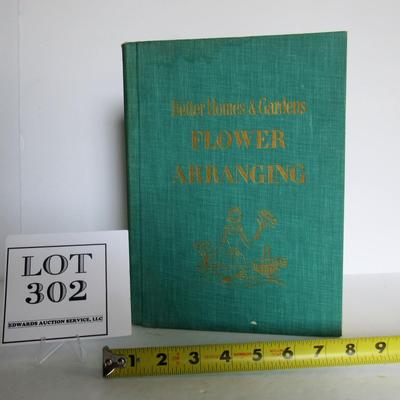 Better Homes & Gardens
FLOWER
ARRANGING
LOT
302
EDWARDS AUCTION SERVICE, LLC
1 2 3 4 5 6 7 8 9